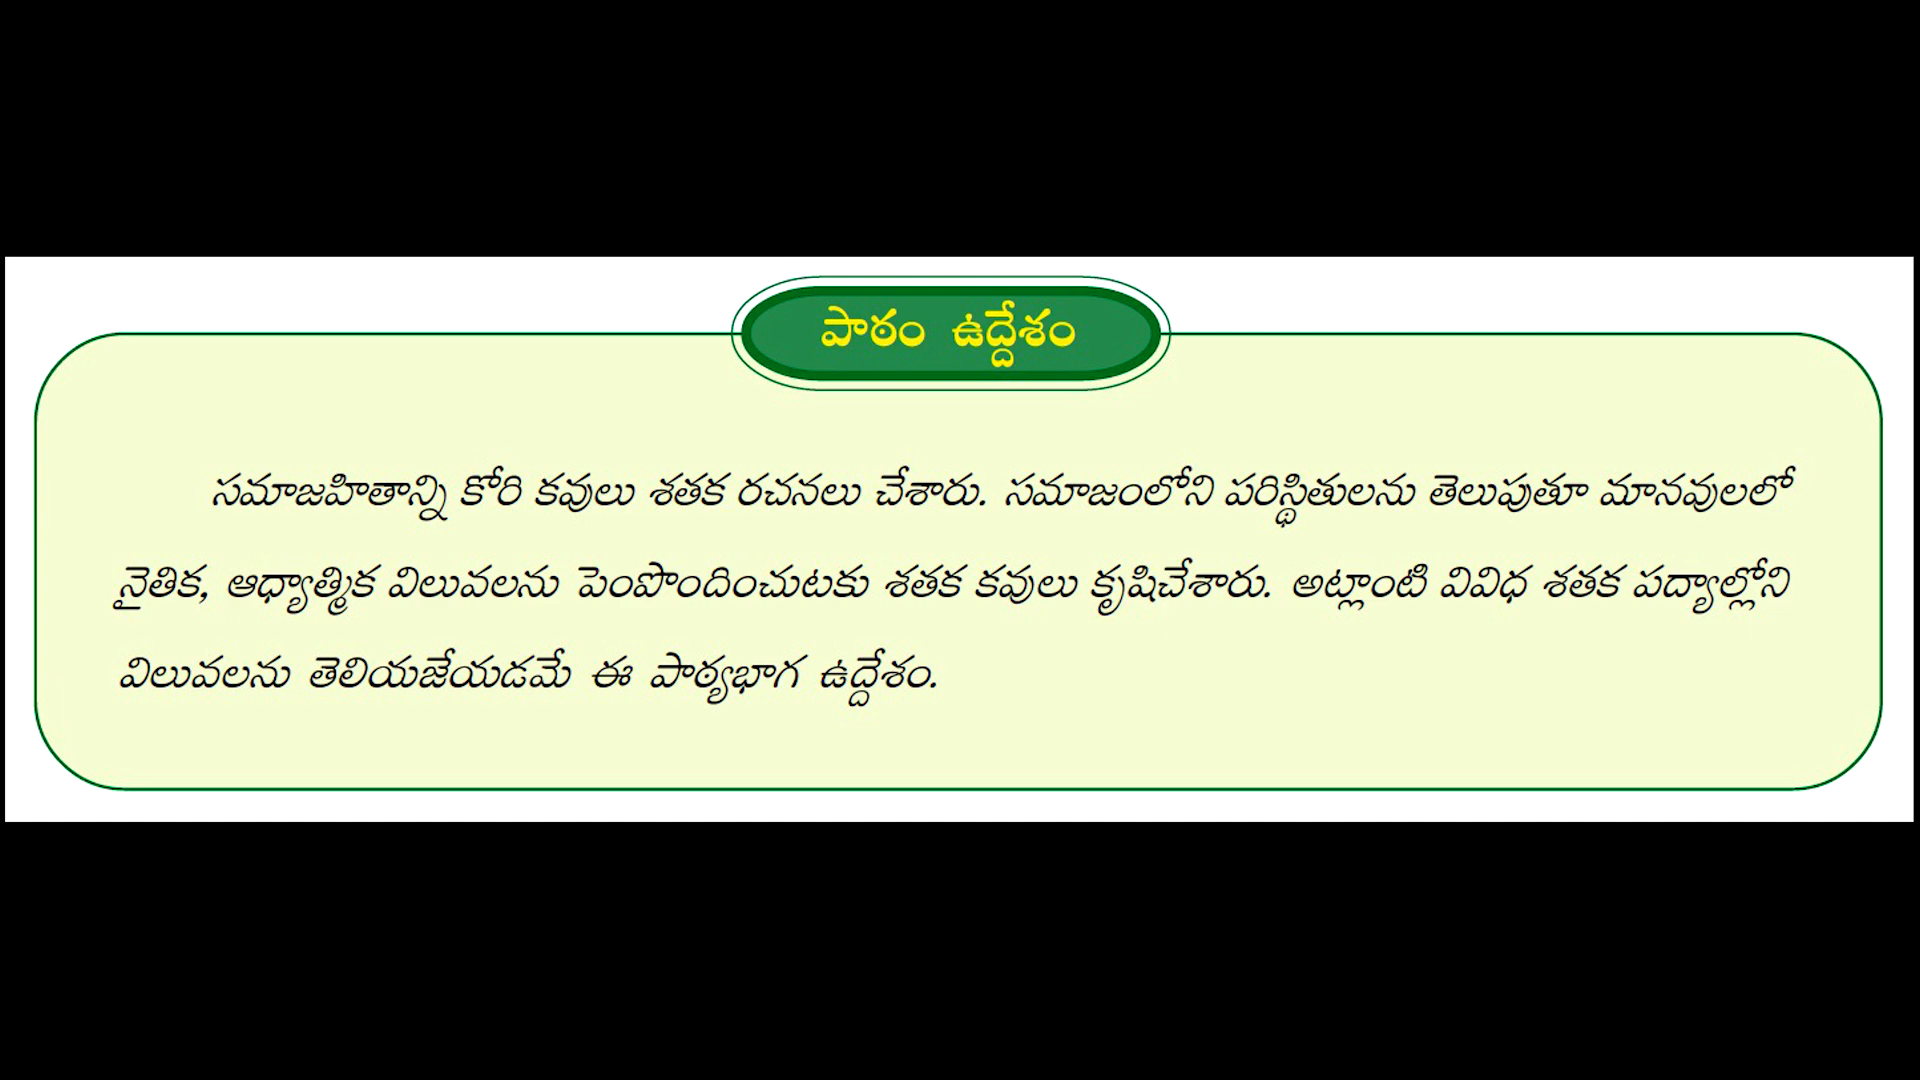 పాఠం ఉద్దేశం
సమాజహితాన్ని కోరి కవులు శతక రచనలు చేశారు. సమాజంలోని పరిస్థితులను తెలుపుతూ మానవులలో
నైతిక, ఆధ్యాత్మిక విలువలను పెంపొందించుటకు శతక కవులు కృషిచేశారు. అట్లాంటి వివిధ శతక పద్యాల్లోని
విలువలను తెలియజేయడమే ఈ పాఠ్యభాగ ఉద్దేశం.